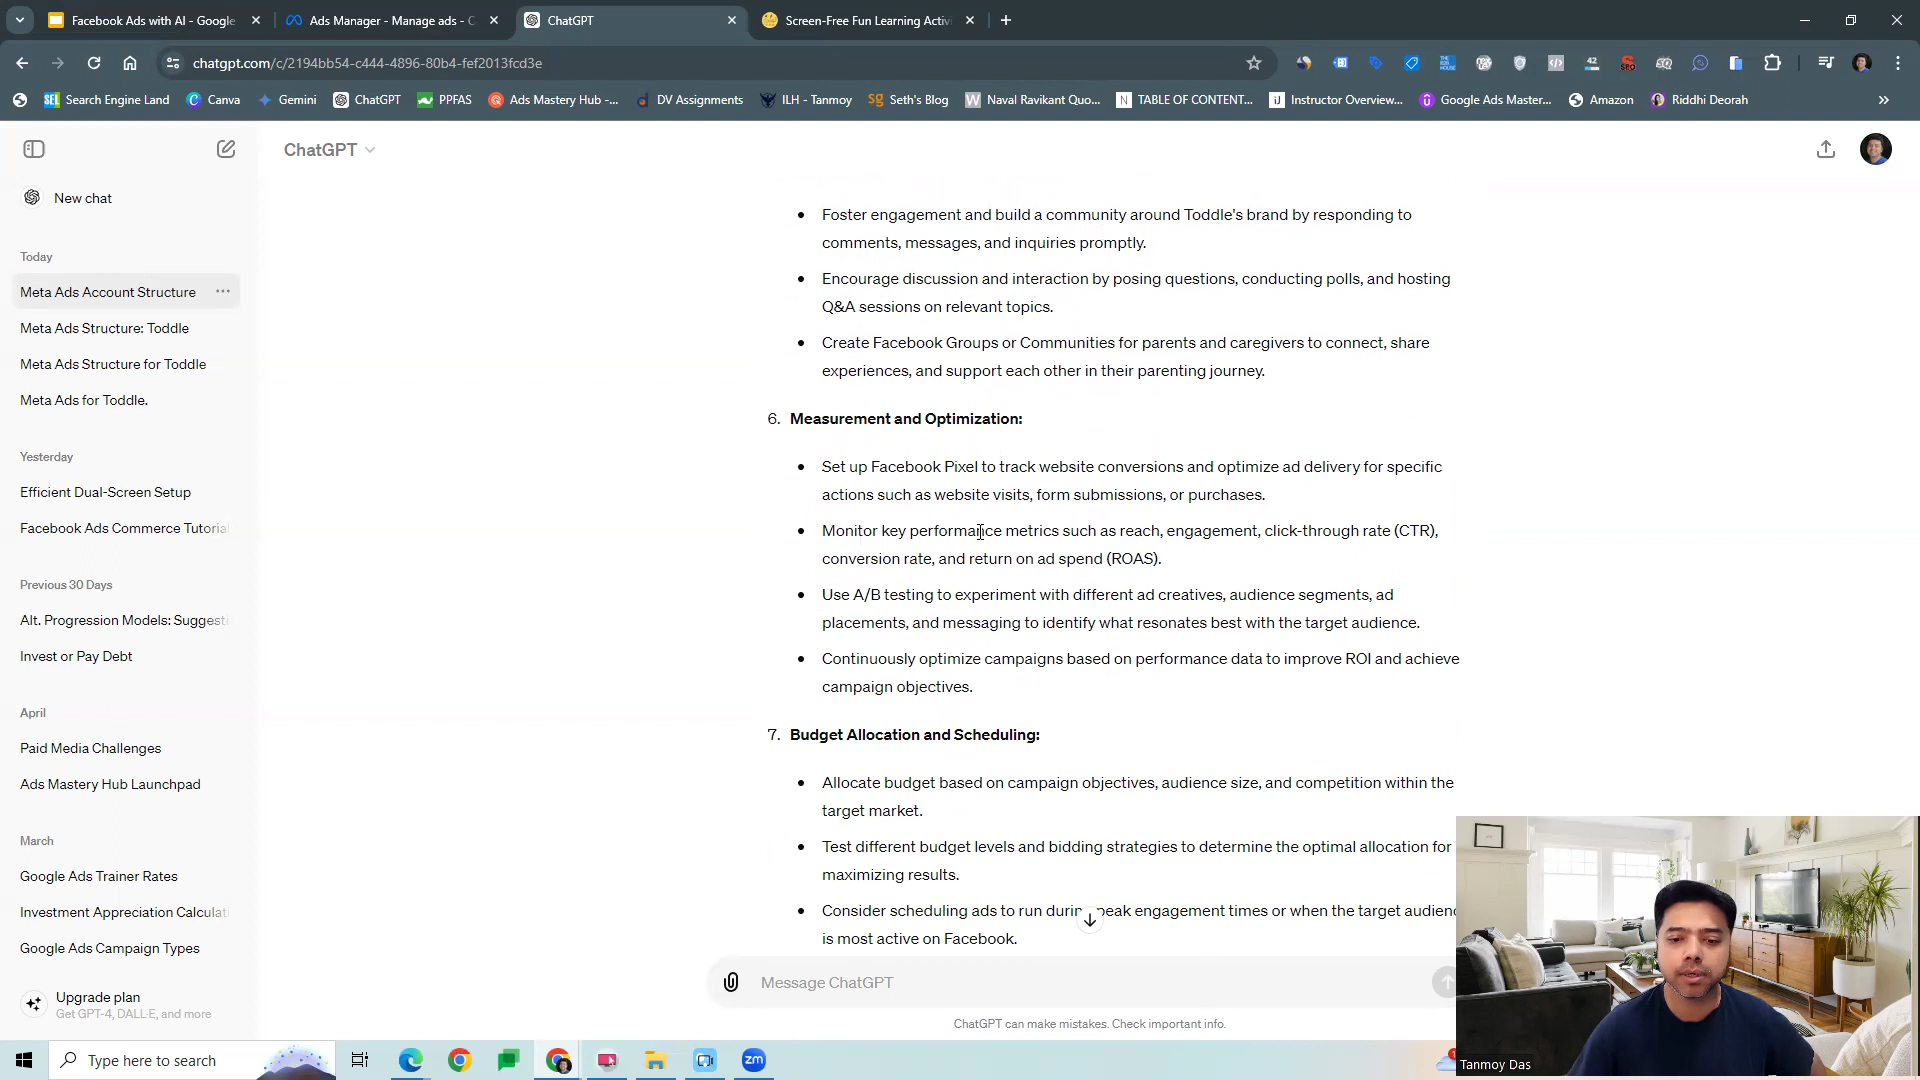 Facebook Ads with AI - Google
Ads Manager - Manage ads - C
ChatGPT
Screen-Free Fun Learning Activi
chatgpt.com/c/2194bb54-c444-4896-80b4-fef2013fcd3e
42
SEO
SEL Search Engine Land
Canva
Gemini
ChatGPT
PPFAS
Ads Mastery Hub -...
DV Assignments
ILH - Tanmoy
Seth's Blog
Naval Ravikant Quo...
TABLE OF CONTENT...
Instructor Overview...
Google Ads Master...
Amazon
Riddhi Deorah
ChatGPT
New chat
Today
Meta Ads Account Structure
Meta Ads Structure: Toddle
Meta Ads Structure for Toddle
Meta Ads for Toddle.
Yesterday
Efficient Dual-Screen Setup
Facebook Ads Commerce Tutorial
Previous 30 Days
Alt. Progression Models: Suggest
Invest or Pay Debt
April
Paid Media Challenges
Ads Mastery Hub Launchpad
March
Google Ads Trainer Rates
Investment Appreciation Calculat
Google Ads Campaign Types
Upgrade plan
Get GPT-4, DALL·E, and more
• Foster engagement and build a community around Toddle's brand by responding to
comments, messages, and inquiries promptly.
• Encourage discussion and interaction by posing questions, conducting polls, and hosting
Q&A sessions on relevant topics.
• Create Facebook Groups or Communities for parents and caregivers to connect, share
experiences, and support each other in their parenting journey.
6. Measurement and Optimization:
• Set up Facebook Pixel to track website conversions and optimize ad delivery for specific
actions such as website visits, form submissions, or purchases.
• Monitor key performance metrics such as reach, engagement, click-through rate (CTR),
conversion rate, and return on ad spend (ROAS).
• Use A/B testing to experiment with different ad creatives, audience segments, ad
placements, and messaging to identify what resonates best with the target audience.
• Continuously optimize campaigns based on performance data to improve ROI and achieve
campaign objectives.
7. Budget Allocation and Scheduling:
• Allocate budget based on campaign objectives, audience size, and competition within the
target market.
• Test different budget levels and bidding strategies to determine the optimal allocation for
maximizing results.
• Consider scheduling ads to run during peak engagement times or when the target audienc
is most active on Facebook.
Message ChatGPT
ChatGPT can make mistakes. Check important info.
Type here to search
zm
Tanmoy Das